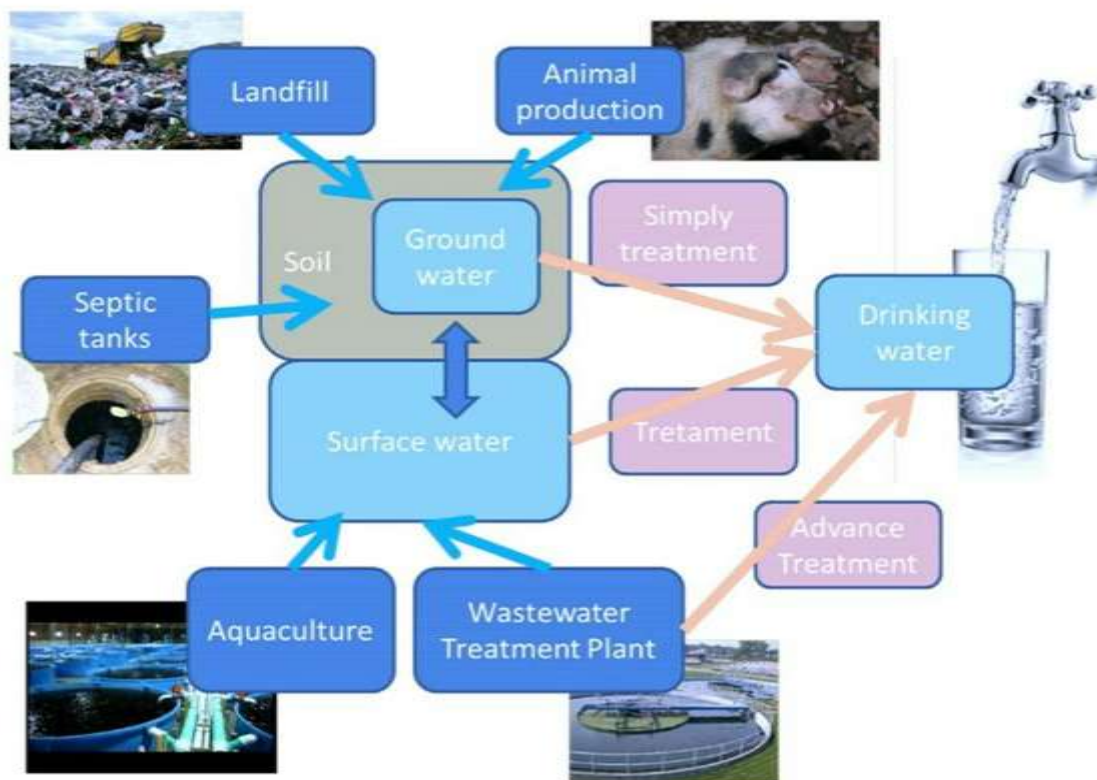 Landfill
Animal
production
Soil
Ground
water
Simply
treatment
Septic
tanks
Drinking
water
Surface water
Tretament
Advance
Treatment
Aquaculture
Wastewater
Treatment Plant